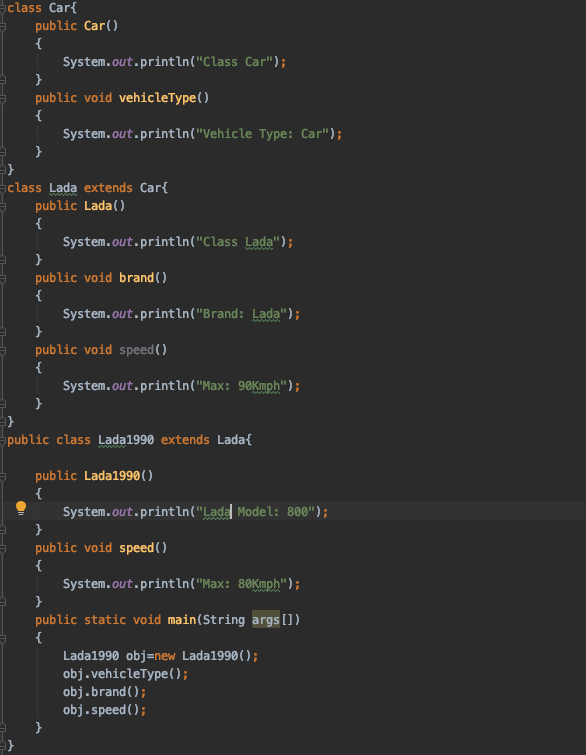 class Car{
    public Car()
    {
        System.out.println("Class Car");
    }
    public void vehicleType()
    {
        System.out.println("Vehicle Type: Car");
    }
}
class Lada extends Car{
    public Lada()
    {
        System.out.println("Class Lada");
    }
    public void brand()
    {
        System.out.println("Brand: Lada");
    }
    public void speed()
    {
        System.out.println("Max: 90Kmph");
    }
}
public class Lada1990 extends Lada{

    public Lada1990()
    {
        System.out.println("Lada Model: 800");
    }
    public void speed()
    {
        System.out.println("Max: 80Kmph");
    }
    public static void main(String args[])
    {
        Lada1990 obj=new Lada1990();
        obj.vehicleType();
        obj.brand();
        obj.speed();
    }
}